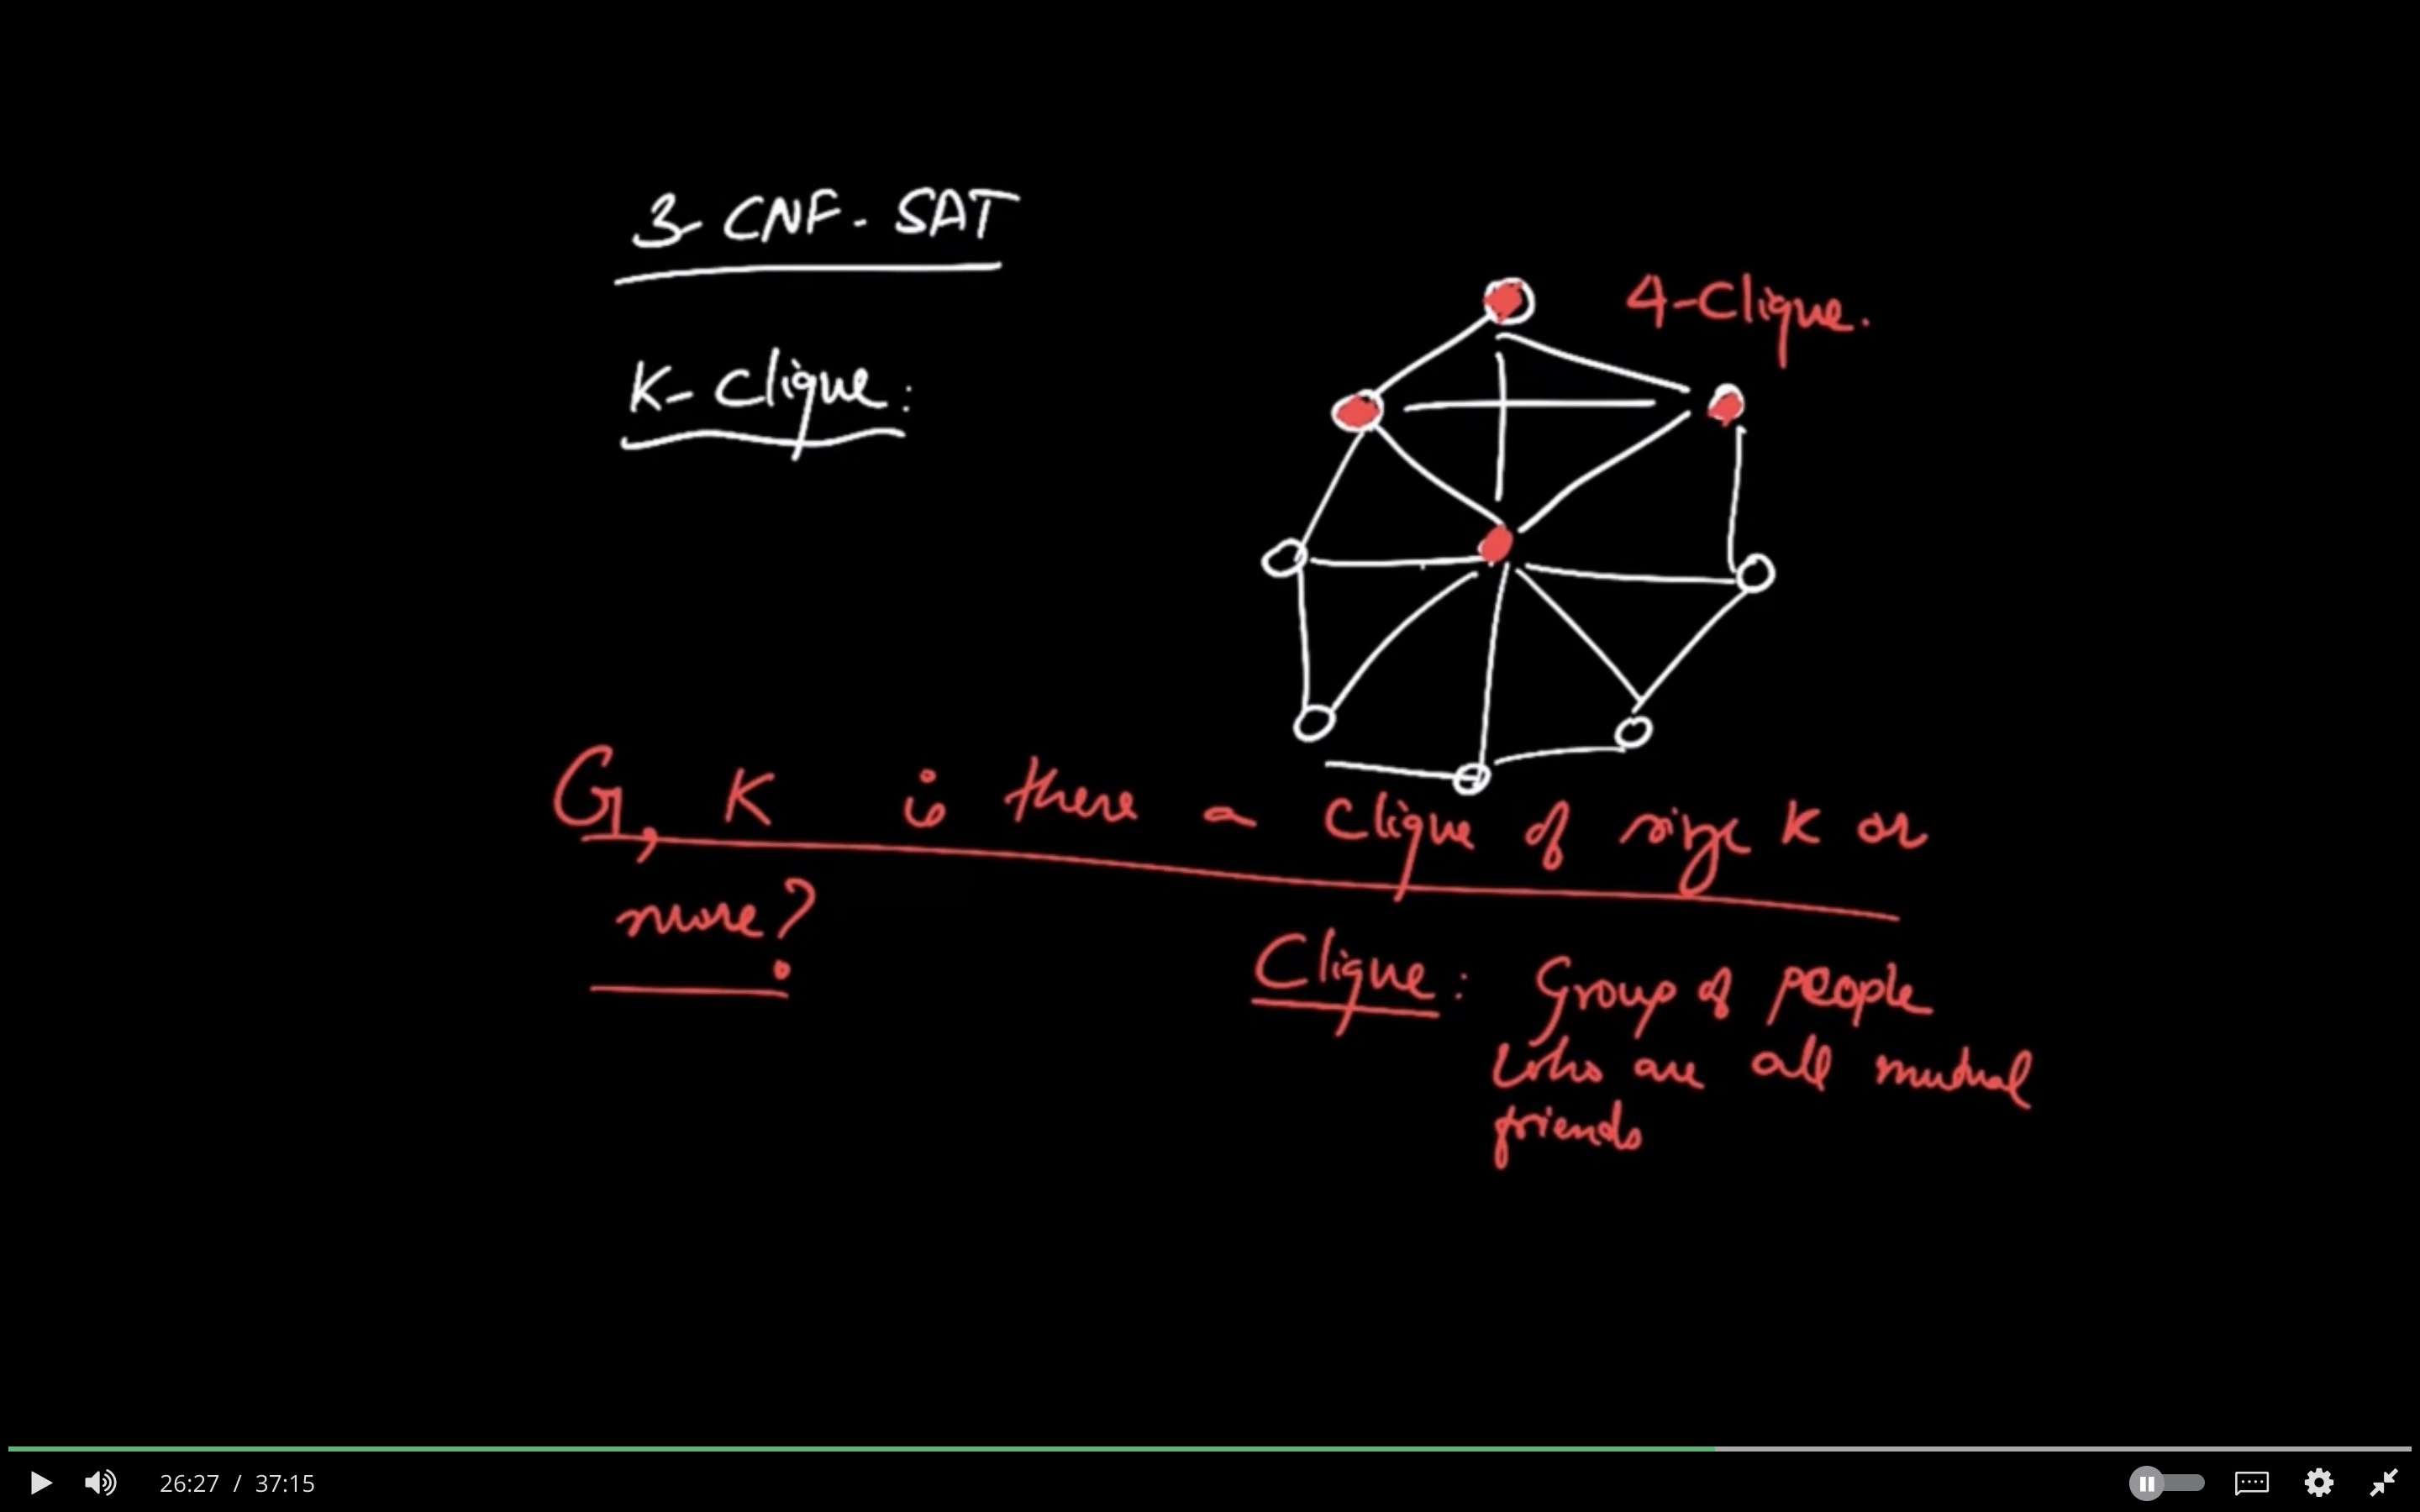 3-CNF-SAT
4-Clique.
K-Clique:
G, K is there a Clique of size K or
more?
Clique: Group of people
who are all mutual
friends
26:27 / 37:15